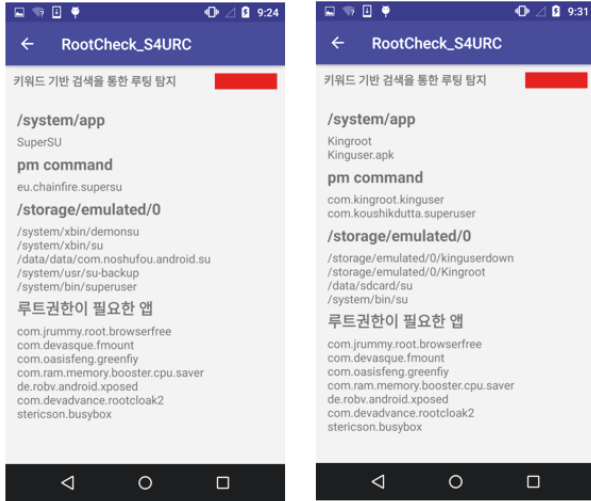 9:24
RootCheck_S4URC
키워드 기반 검색을 통한 루팅 탐지
/system/app
SuperSU
pm command
eu.chainfire.supersu
/storage/emulated/0
/system/xbin/demonsu
/system/xbin/su
/data/data/com.noshufou.android.su
/system/usr/su-backup
/system/bin/superuser
루트권한이 필요한 앱
com.jrummy.root.browserfree
com.devasque.fmount
com.oasisfeng.greenfiy
com.ram.memory.booster.cpu.saver
de.robv.android.xposed
com.devadvance.rootcloak2
stericson.busybox
9:31
RootCheck_S4URC
키워드 기반 검색을 통한 루팅 탐지
/system/app
Kingroot
Kinguser.apk
pm command
com.kingroot.kinguser
com.koushikdutta.superuser
/storage/emulated/0
/storage/emulated/0/kinguserdown
/storage/emulated/0/Kingroot
/data/sdcard/su
/system/bin/su
루트권한이 필요한 앱
com.jrummy.root.browserfree
com.devasque.fmount
com.oasisfeng.greenfiy
com.ram.memory.booster.cpu.saver
de.robv.android.xposed
com.devadvance.rootcloak2
stericson.busybox